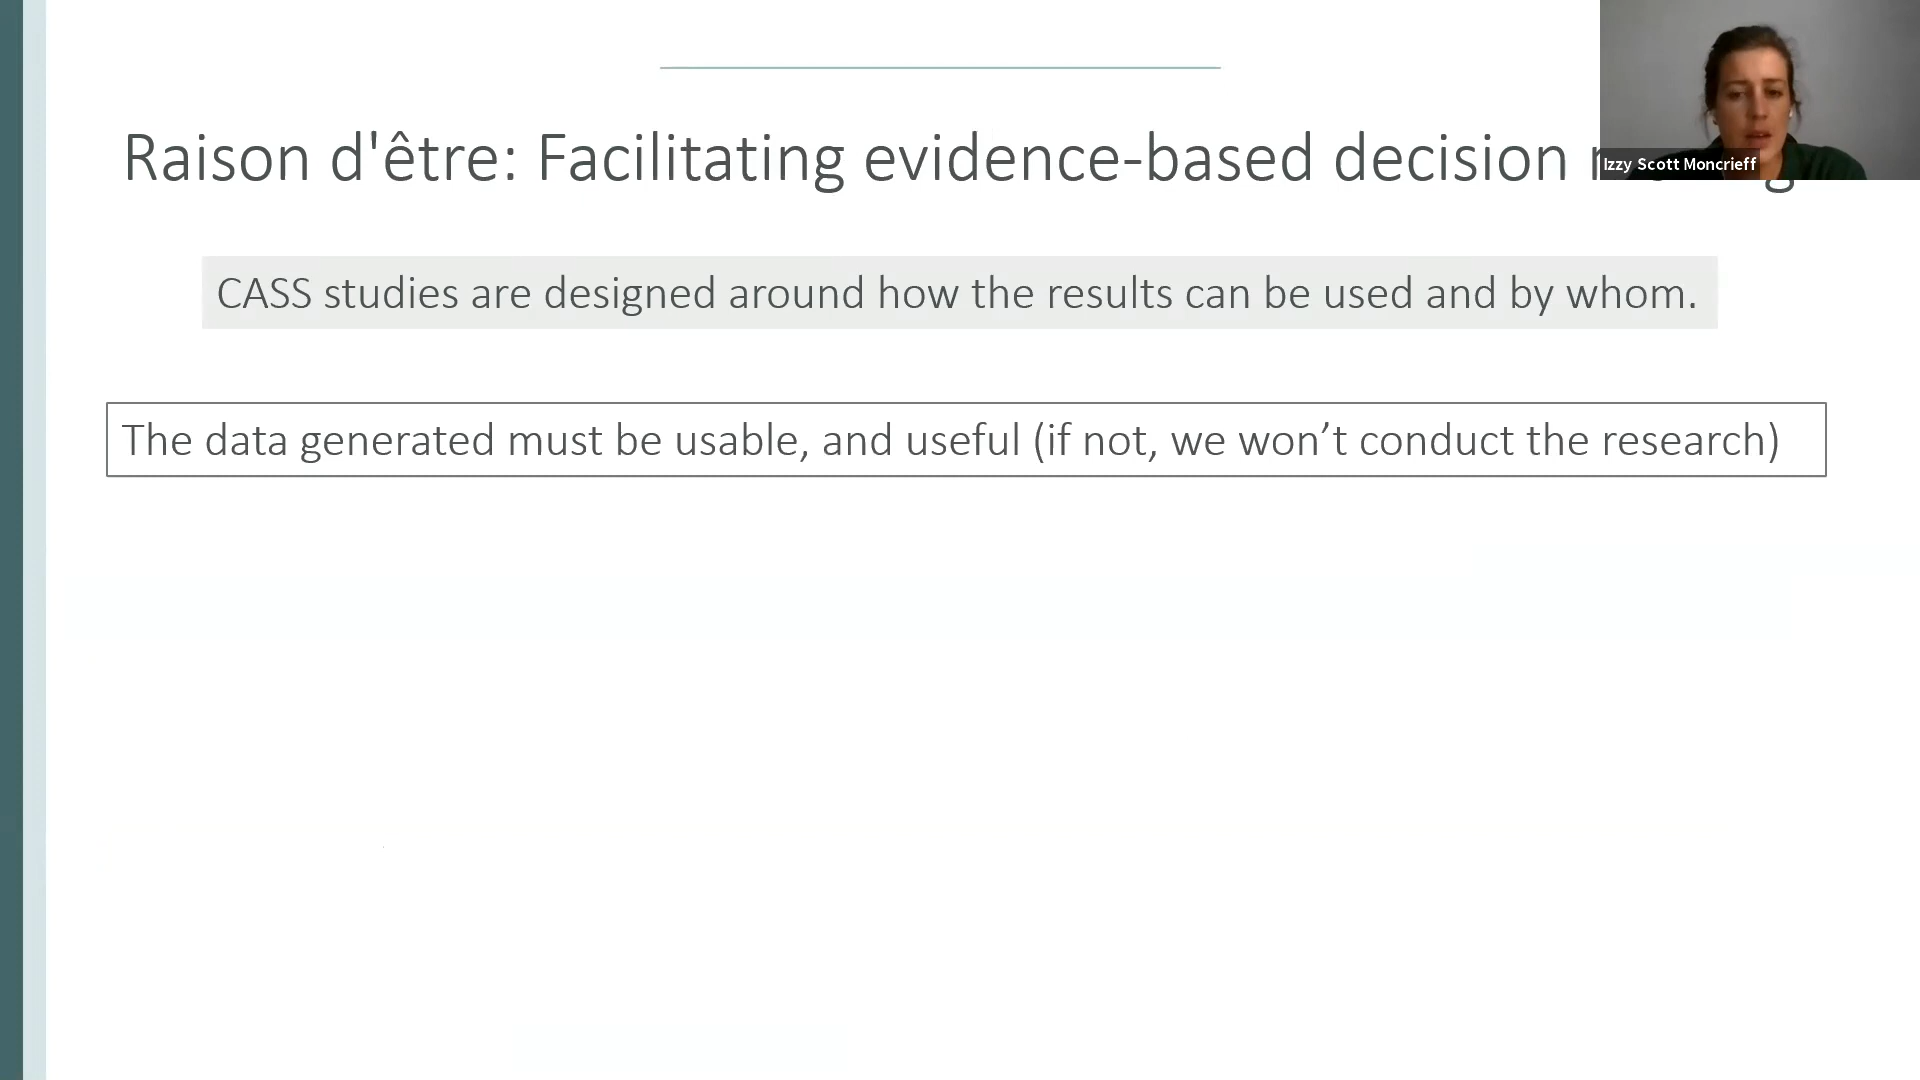 Raison d'être: Facilitating evidence-based decision
Izzy Scott Moncrieff
CASS studies are designed around how the results can be used and by whom.
The data generated must be usable, and useful (if not, we won’t conduct the research)